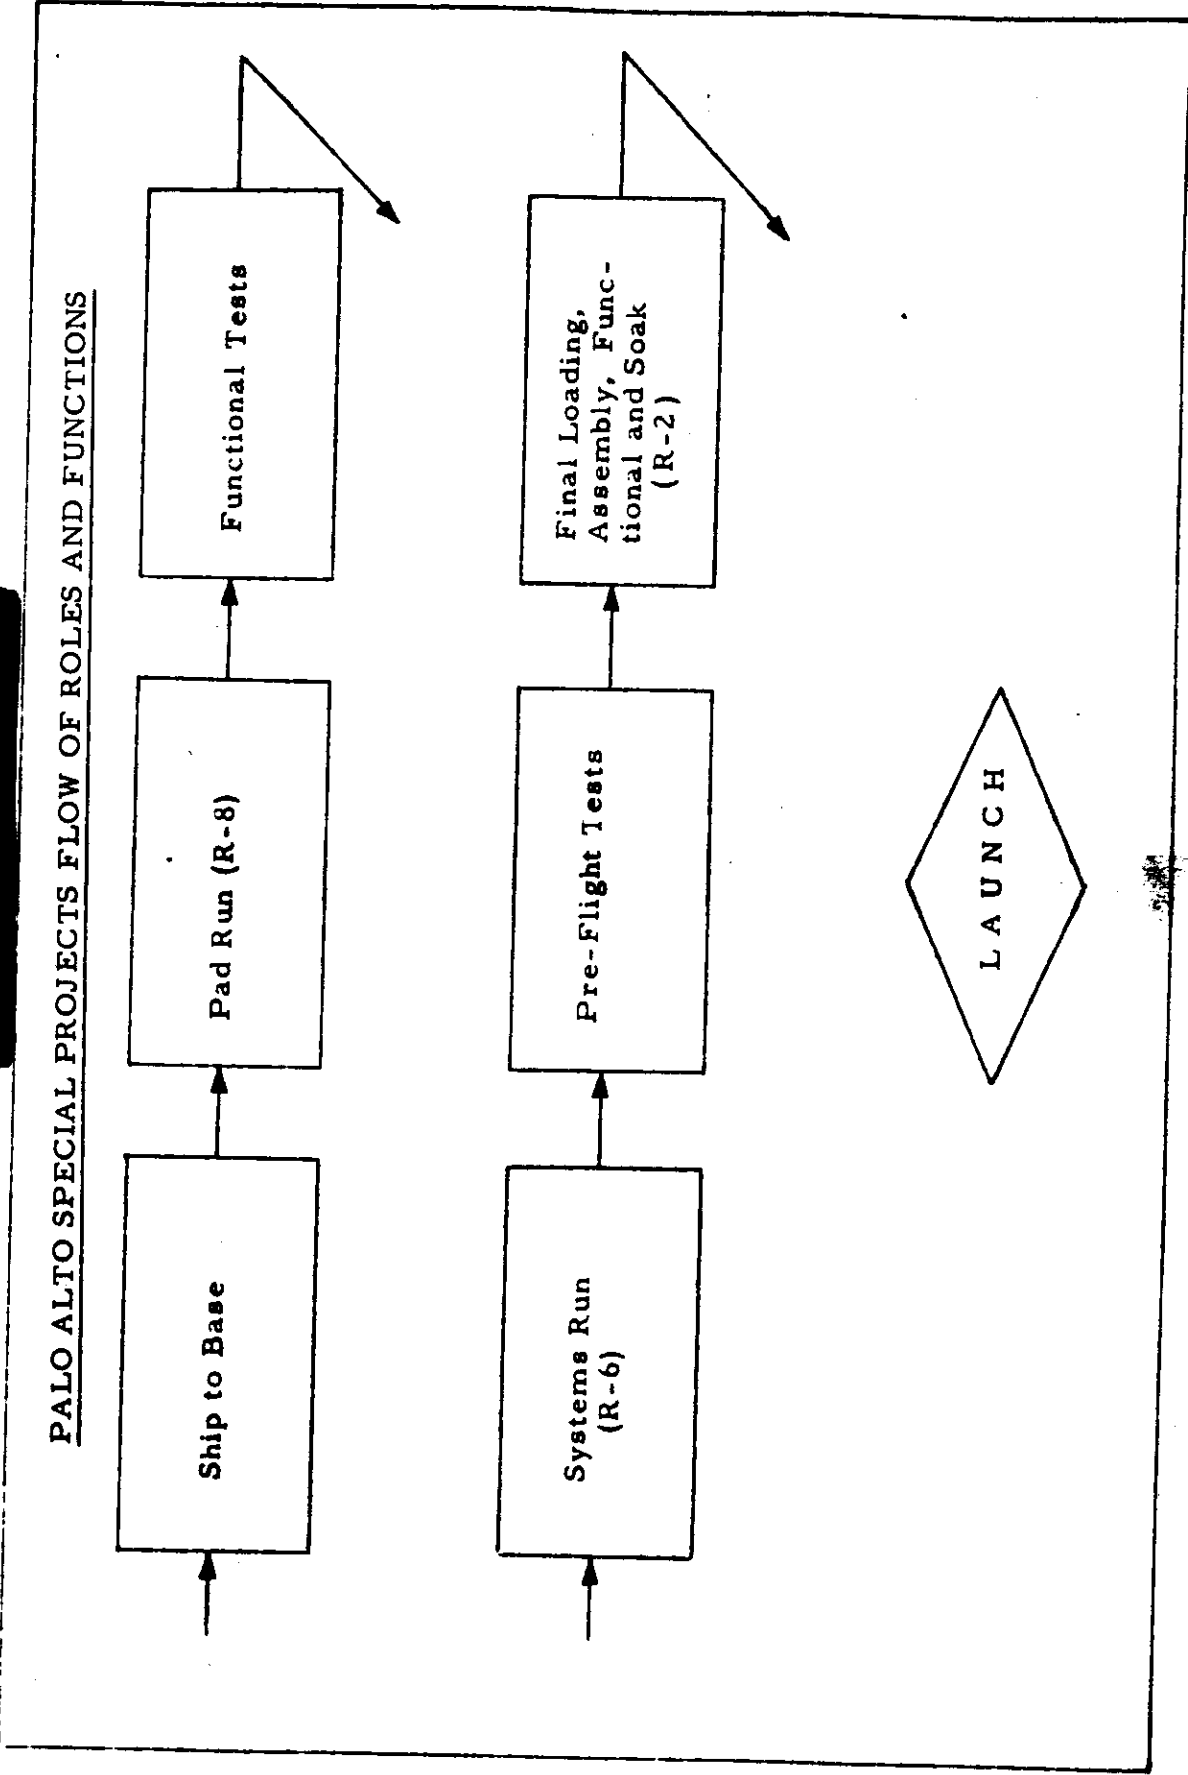 PALO ALTO SPECIAL PROJECTS FLOW OF ROLES AND FUNCTIONS
Ship to Base
Pad Run (R-8)
Functional Tests
Systems Run
(R-6)
Pre-Flight Tests
Final Loading,
Assembly, Func-
tional and Soak
(R-2)
LAUNCH